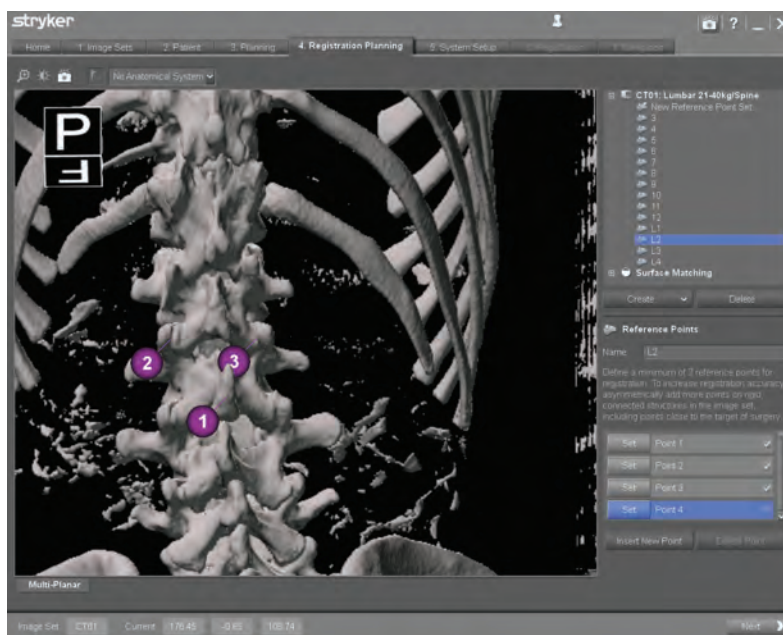 stryker
?
Home 1. Image Sets 2. Patient 3. Planning 4. Registration Planning 5. System Setup
No Anatomical System
P
CT01: Lumbar 21-40kg/Spine
New Reference Point Set
3
4
5
6
7
8
9
10
11
12
L1
L2
L3
L4
Surface Matching
Create Delete
Reference Points
Name L2
Define a minimum of 3 reference points for
registration. To increase registration accuracy
asymmetrically add more points on rigid
connected structures in the image set,
including points close to the target of surgery.
Set Point 1
Set Point 2
Set Point 3
Set Point 4
Insert New Point Delete Point
2
3
1
Multi-Planar
Image Set CT01 Current 176.45 -0.65 Next